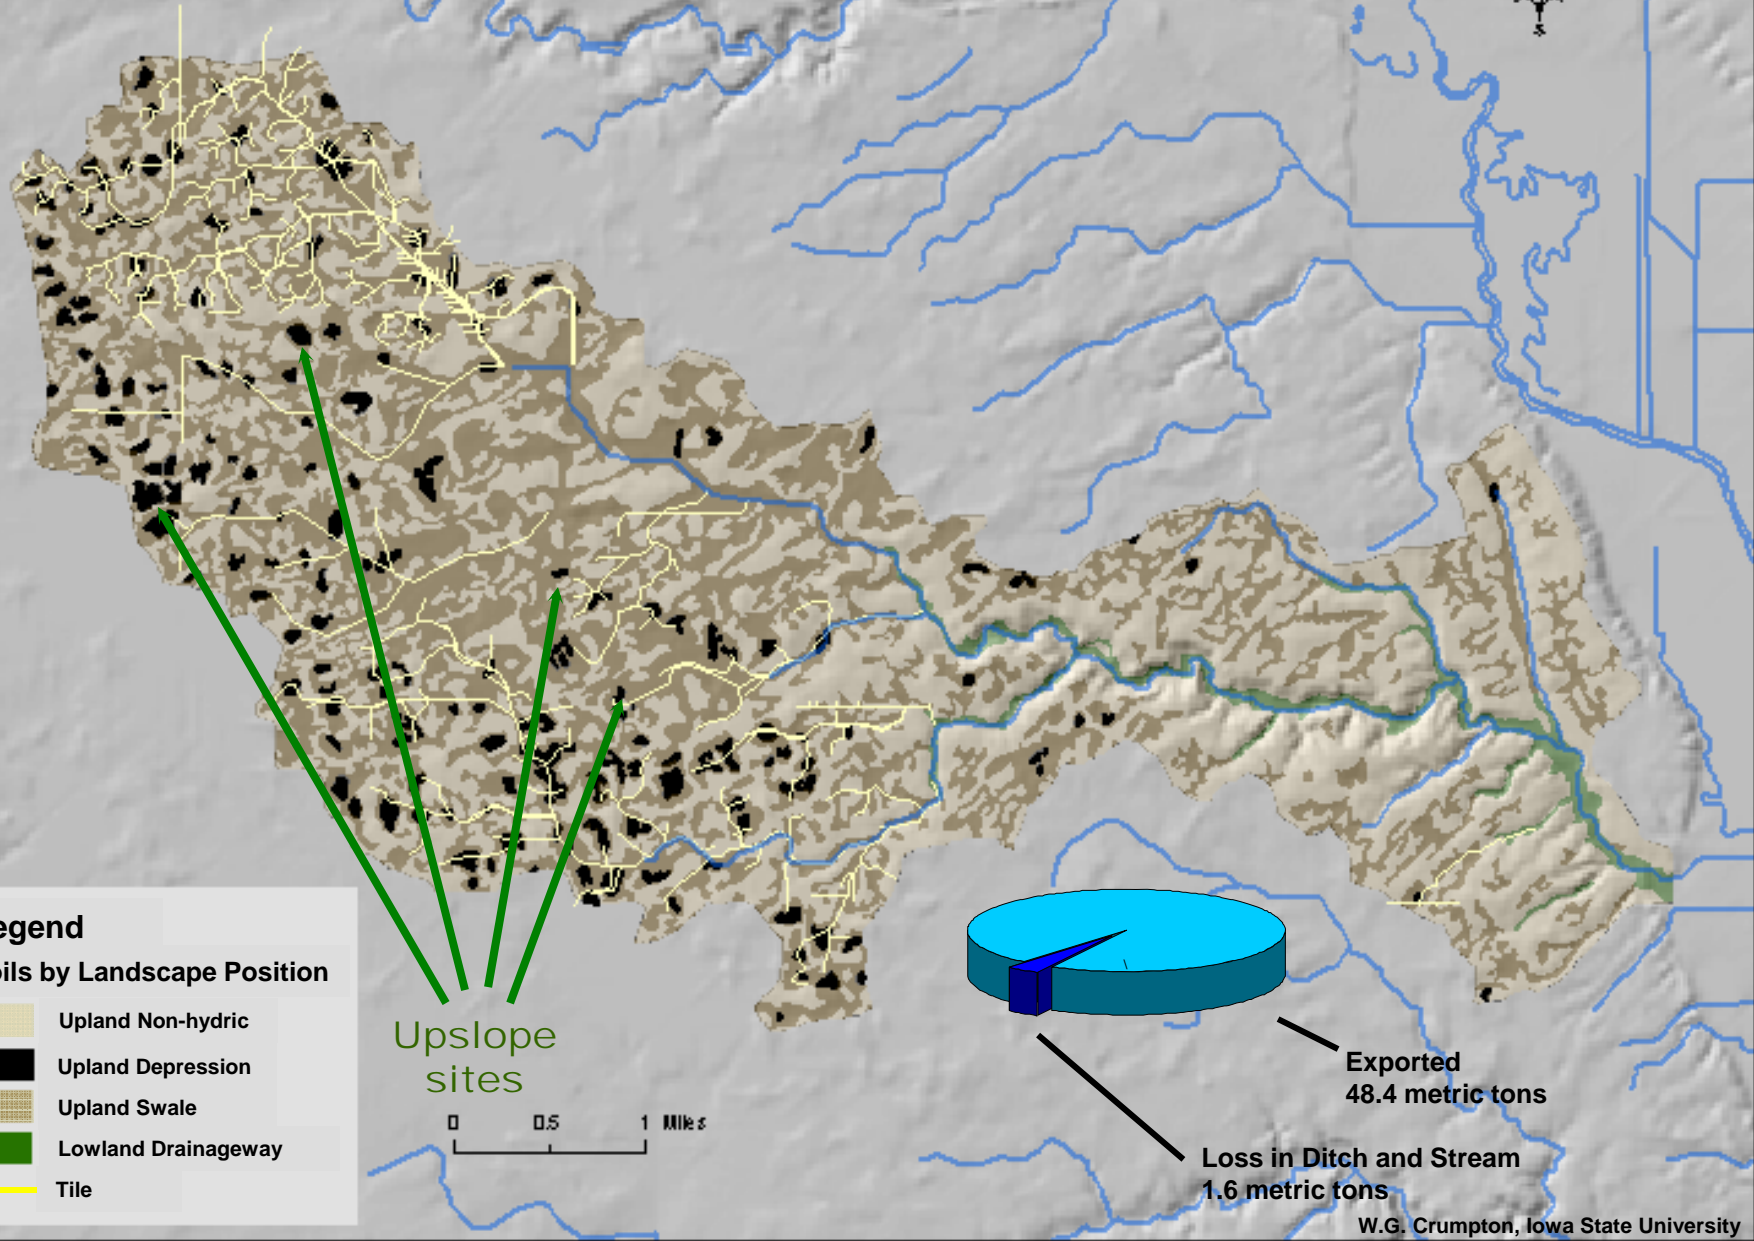 S
egend
oils by Landscape Position
Upland Non-hydric
Upland Depression
Upland Swale
Lowland Drainageway
Tile
Upslope
sites
0 0.5 1 Miles
Exported
48.4 metric tons
Loss in Ditch and Stream
1.6 metric tons
W.G. Crumpton, Iowa State University